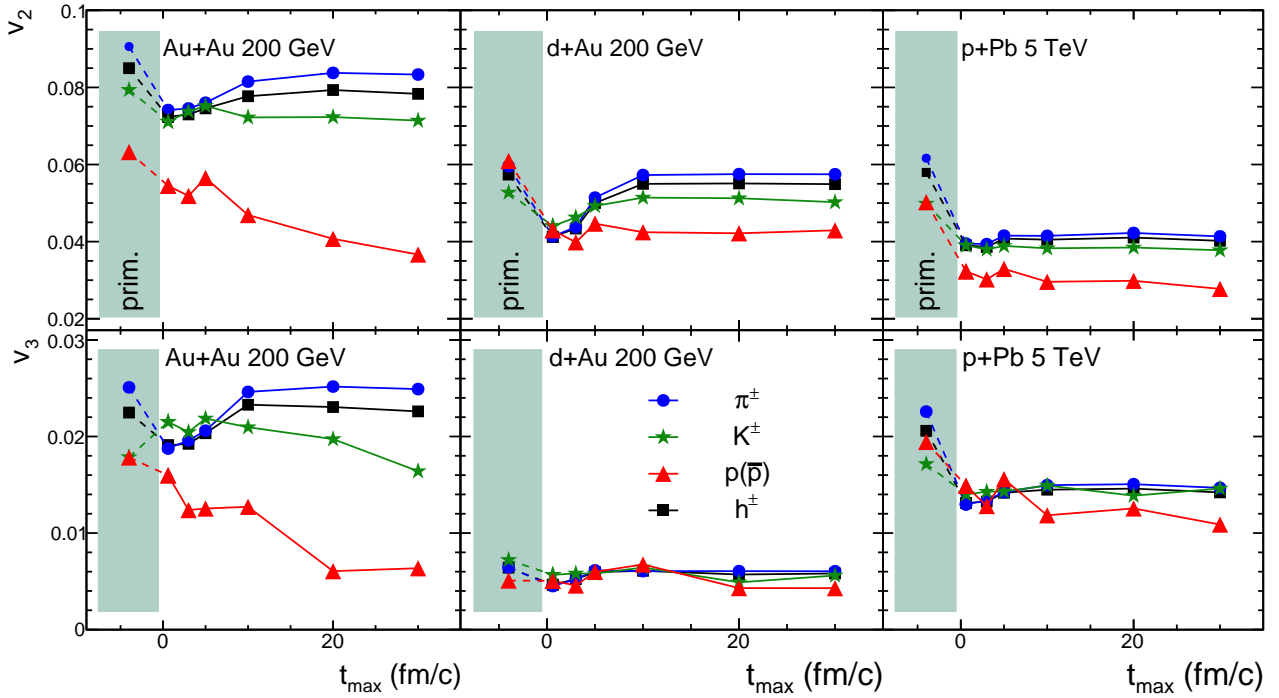 v2
0.1
0.08
0.06
0.04
0.02
Au+Au 200 GeV
prim.
d+Au 200 GeV
prim.
p+Pb 5 TeV
prim.
v3
0.03
0.02
0.01
0
Au+Au 200 GeV
d+Au 200 GeV
p+Pb 5 TeV
π±
K±
p(p̅)
h±
0 20
0 20
0 20
tmax (fm/c)
tmax (fm/c)
tmax (fm/c)